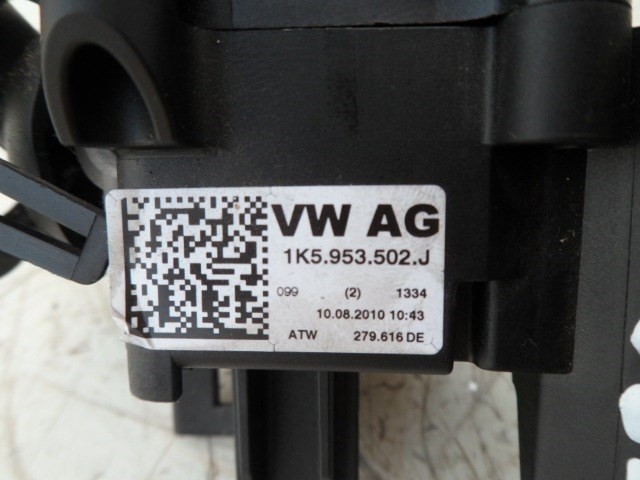 VW AG
1K5.953.502.J
099 (2) 1334
10.08.2010 10:43
ATW 279.616 DE